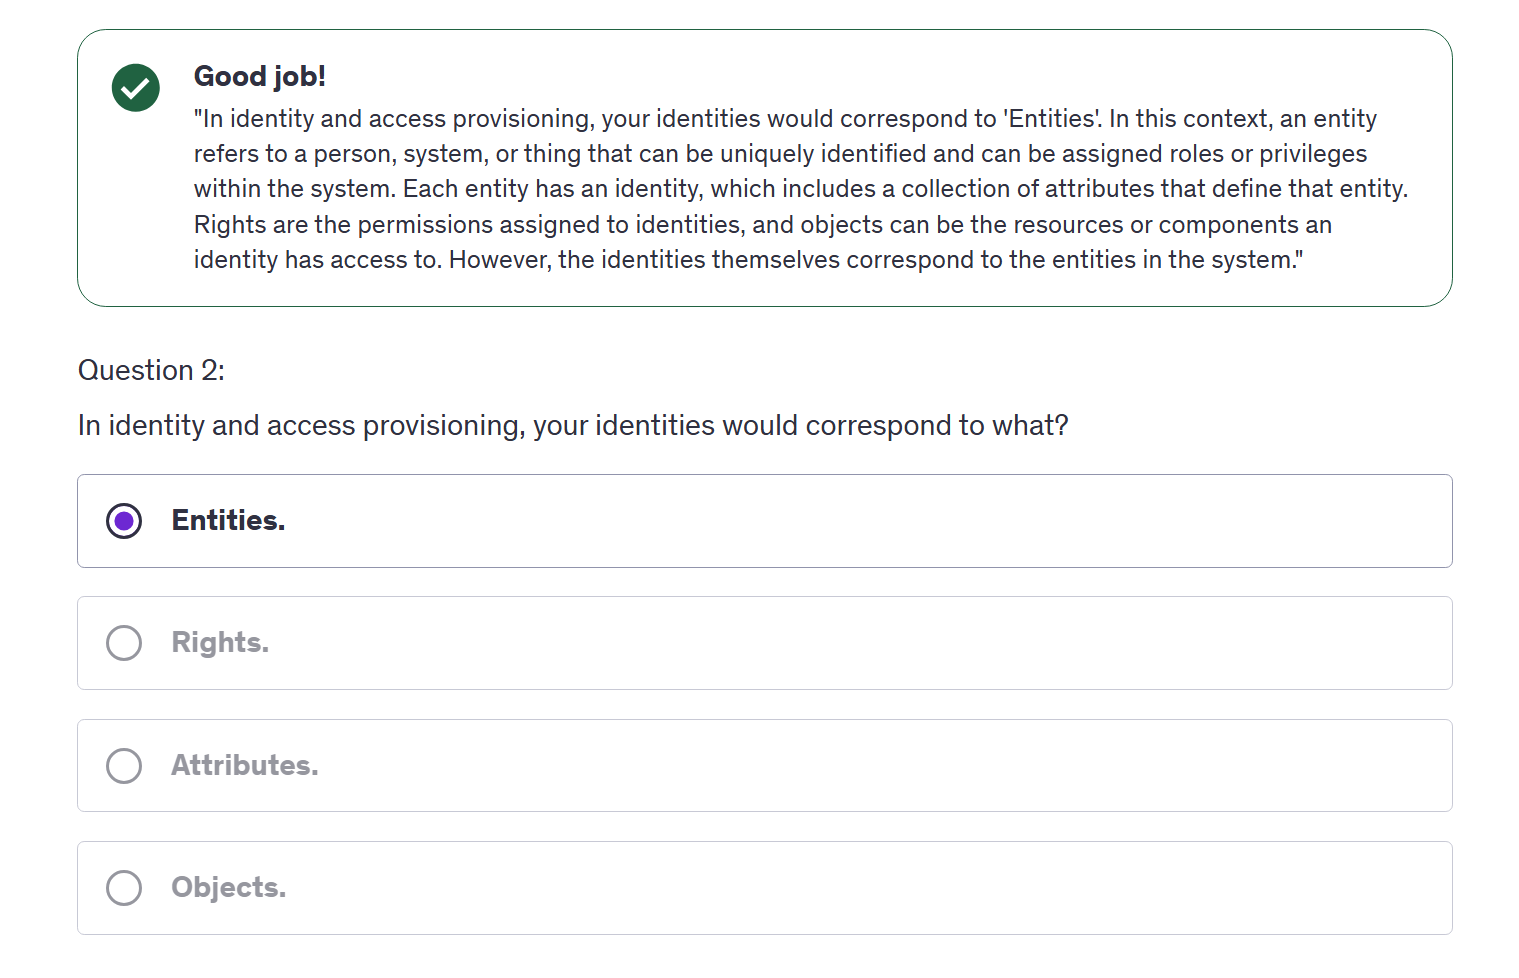 Good job!
"In identity and access provisioning, your identities would correspond to 'Entities'. In this context, an entity
refers to a person, system, or thing that can be uniquely identified and can be assigned roles or privileges
within the system. Each entity has an identity, which includes a collection of attributes that define that entity.
Rights are the permissions assigned to identities, and objects can be the resources or components an
identity has access to. However, the identities themselves correspond to the entities in the system."
Question 2:
In identity and access provisioning, your identities would correspond to what?
Entities.
Rights.
Attributes.
Objects.